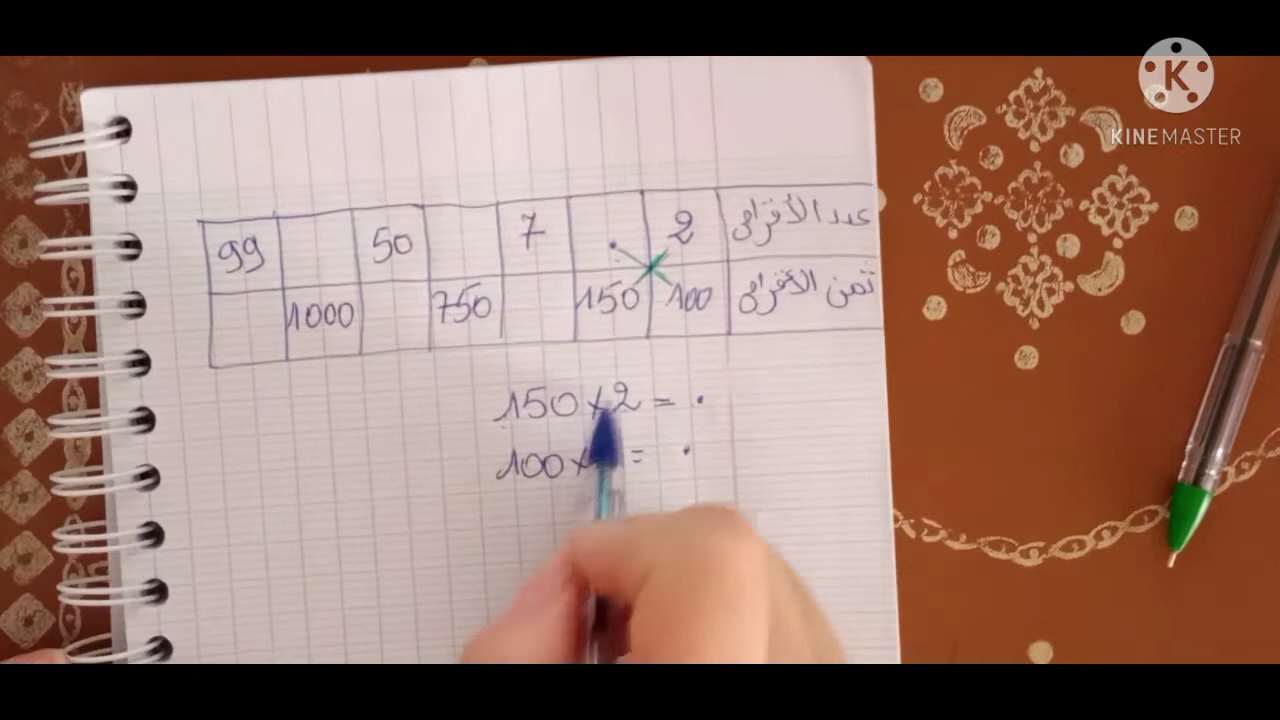 KINEMASTER
عدد الأقراص 2 . 7 50 99
ثمن الأقراص 100 150 750 1000
150×2 = .
100× = .